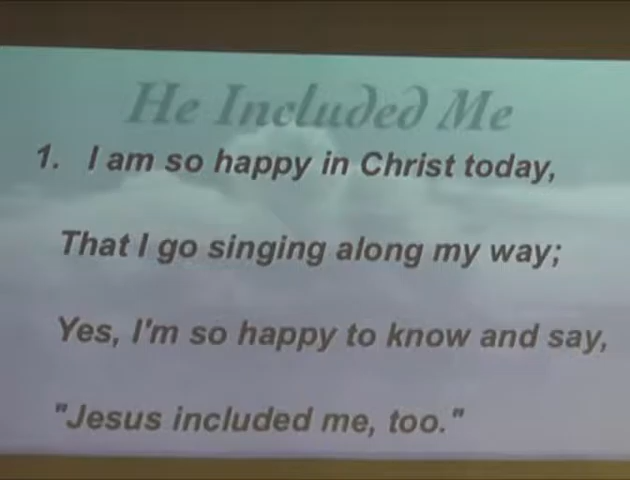 He Included Me
1. I am so happy in Christ today,
That I go singing along my way;
Yes, I'm so happy to know and say,
"Jesus included me, too."